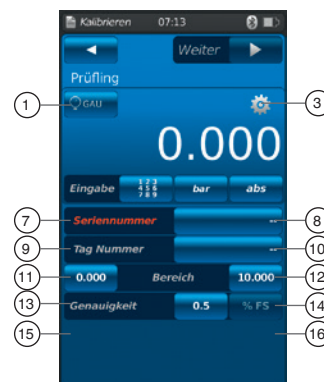 Kalibrieren 07:13
Weiter
Prüfling
1 GAU 3
0.000
Eingabe 1 2 3 4 5 6 7 8 9 bar abs
7 Seriennummer -- 8
9 Tag Nummer -- 10
11 0.000 Bereich 10.000 12
13 Genauigkeit 0.5 % FS 14
15 16